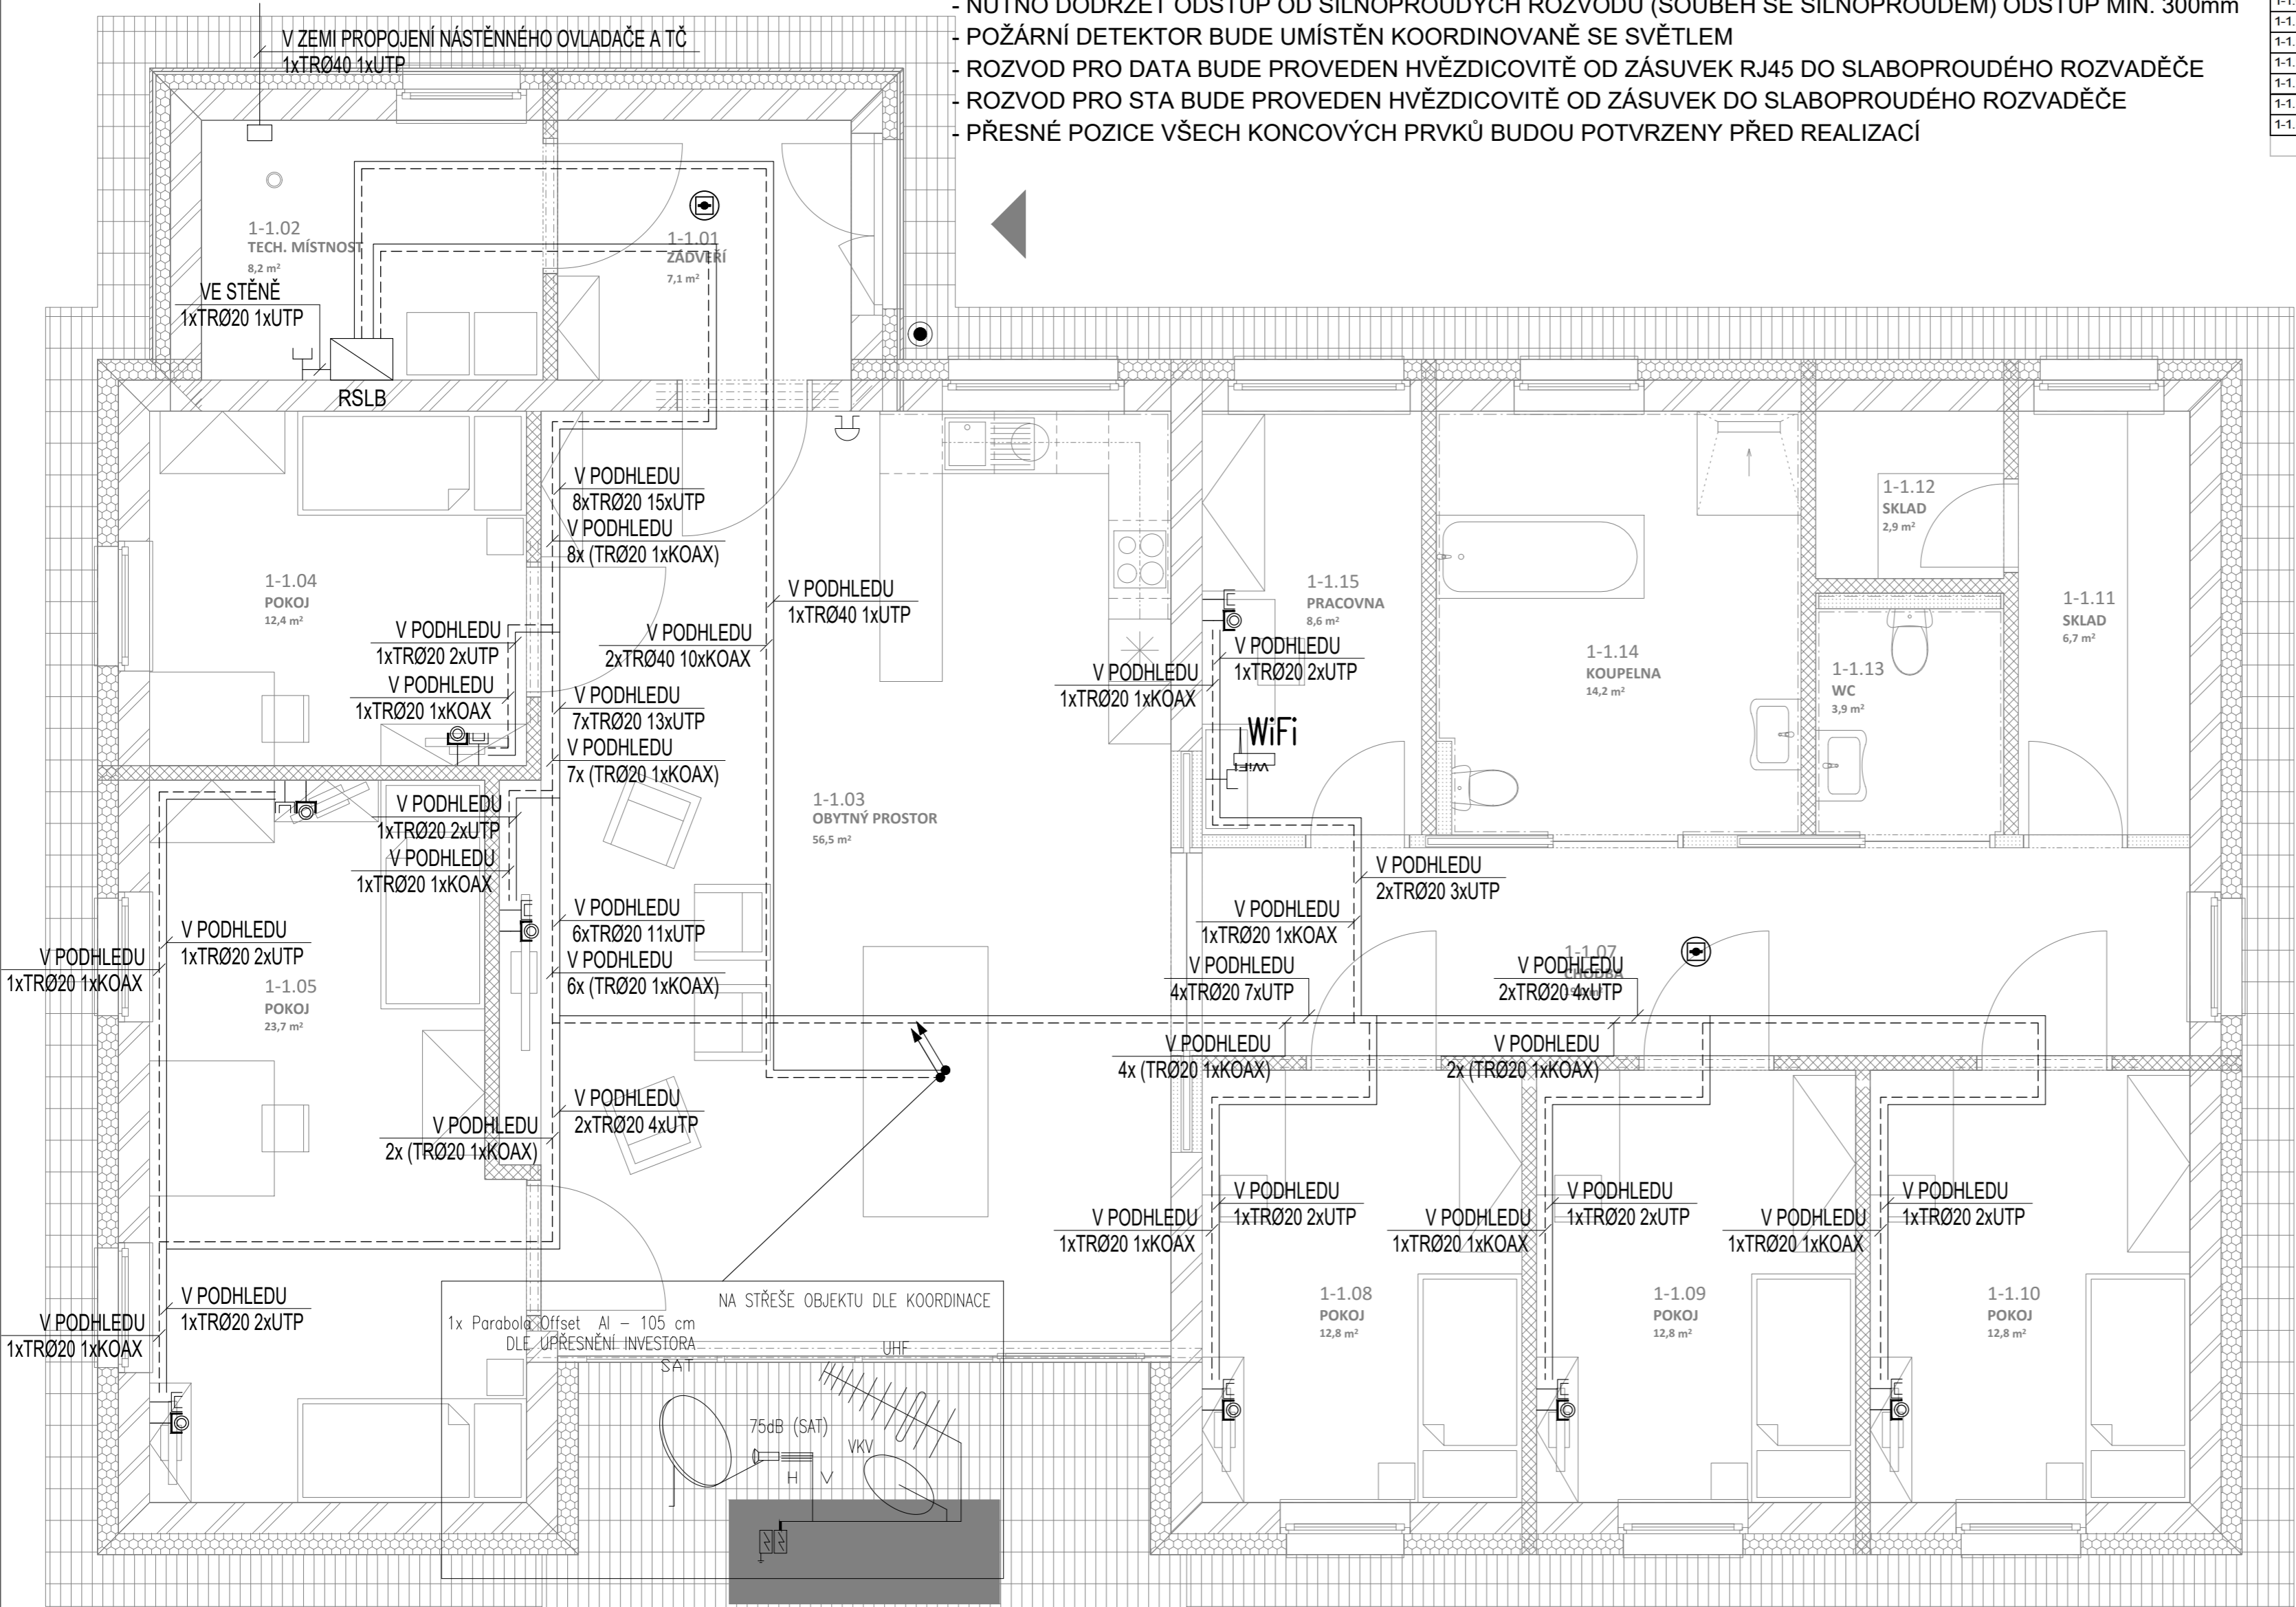 - NUTNO DODRŽET ODSTUP OD SILNOPROUDÝCH ROZVODŮ (SOUBĚH SE SILNOPROUDEM) ODSTUP MIN. 300mm
- POŽÁRNÍ DETEKTOR BUDE UMÍSTĚN KOORDINOVANĚ SE SVĚTLEM
- ROZVOD PRO DATA BUDE PROVEDEN HVĚZDICOVITĚ OD ZÁSUVEK RJ45 DO SLABOPROUDÉHO ROZVADĚČE
- ROZVOD PRO STA BUDE PROVEDEN HVĚZDICOVITĚ OD ZÁSUVEK DO SLABOPROUDÉHO ROZVADĚČE
- PŘESNÉ POZICE VŠECH KONCOVÝCH PRVKŮ BUDOU POTVRZENY PŘED REALIZACÍ
V ZEMI PROPOJENÍ NÁSTĚNNÉHO OVLADAČE A TČ
1xTRØ40 1xUTP
1-1.02
TECH. MÍSTNOST
8,2 m²
1-1.01
ZÁDVEŘÍ
7,1 m²
VE STĚNĚ
1xTRØ20 1xUTP
RSLB
V PODHLEDU
8xTRØ20 15xUTP
V PODHLEDU
8x (TRØ20 1xKOAX)
1-1.04
POKOJ
12,4 m²
V PODHLEDU
1xTRØ40 1xUTP
V PODHLEDU
2xTRØ40 10xKOAX
V PODHLEDU
1xTRØ20 2xUTP
V PODHLEDU
1xTRØ20 1xKOAX
V PODHLEDU
7xTRØ20 13xUTP
V PODHLEDU
7x (TRØ20 1xKOAX)
1-1.15
PRACOVNA
8,6 m²
V PODHLEDU
1xTRØ20 2xUTP
V PODHLEDU
1xTRØ20 1xKOAX
WiFi
WiFi
1-1.14
KOUPELNA
14,2 m²
1-1.12
SKLAD
2,9 m²
1-1.13
WC
3,9 m²
1-1.11
SKLAD
6,7 m²
1-1.03
OBYTNÝ PROSTOR
56,5 m²
V PODHLEDU
1xTRØ20 2xUTP
V PODHLEDU
1xTRØ20 1xKOAX
V PODHLEDU
2xTRØ20 3xUTP
V PODHLEDU
1xTRØ20 1xKOAX
V PODHLEDU
6xTRØ20 11xUTP
V PODHLEDU
6x (TRØ20 1xKOAX)
V PODHLEDU
1xTRØ20 2xUTP
V PODHLEDU
1xTRØ20 1xKOAX
1-1.05
POKOJ
23,7 m²
V PODHLEDU
4xTRØ20 7xUTP
V PODHLEDU
2xTRØ20 4xUTP
1-1.07
CHODBA
V PODHLEDU
4x (TRØ20 1xKOAX)
V PODHLEDU
2x (TRØ20 1xKOAX)
V PODHLEDU
2xTRØ20 4xUTP
V PODHLEDU
2x (TRØ20 1xKOAX)
V PODHLEDU
1xTRØ20 2xUTP
V PODHLEDU
1xTRØ20 1xKOAX
V PODHLEDU
1xTRØ20 2xUTP
V PODHLEDU
1xTRØ20 1xKOAX
V PODHLEDU
1xTRØ20 2xUTP
V PODHLEDU
1xTRØ20 1xKOAX
1-1.08
POKOJ
12,8 m²
1-1.09
POKOJ
12,8 m²
1-1.10
POKOJ
12,8 m²
V PODHLEDU
1xTRØ20 2xUTP
V PODHLEDU
1xTRØ20 1xKOAX
NA STŘEŠE OBJEKTU DLE KOORDINACE
1x Parabola Offset Al – 105 cm
DLE UPŘESNĚNÍ INVESTORA
SAT
UHF
75dB (SAT)
VKV
H V